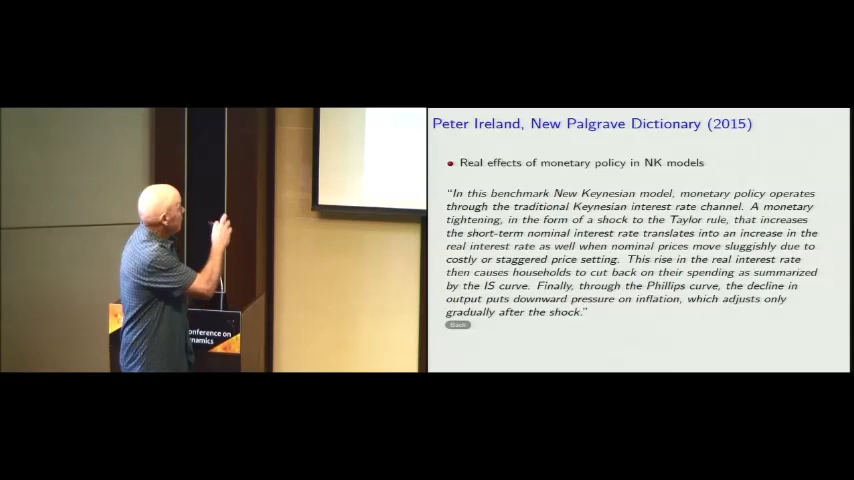 Peter Ireland, New Palgrave Dictionary (2015)
Real effects of monetary policy in NK models
"In this benchmark New Keynesian model, monetary policy operates
through the traditional Keynesian interest rate channel. A monetary
tightening, in the form of a shock to the Taylor rule, that increases
the short-term nominal interest rate translates into an increase in the
real interest rate as well when nominal prices move sluggishly due to
costly or staggered price setting. This rise in the real interest rate
then causes households to cut back on their spending as summarized
by the IS curve. Finally, through the Phillips curve, the decline in
output puts downward pressure on inflation, which adjusts only
gradually after the shock."
Back
onference on
namics